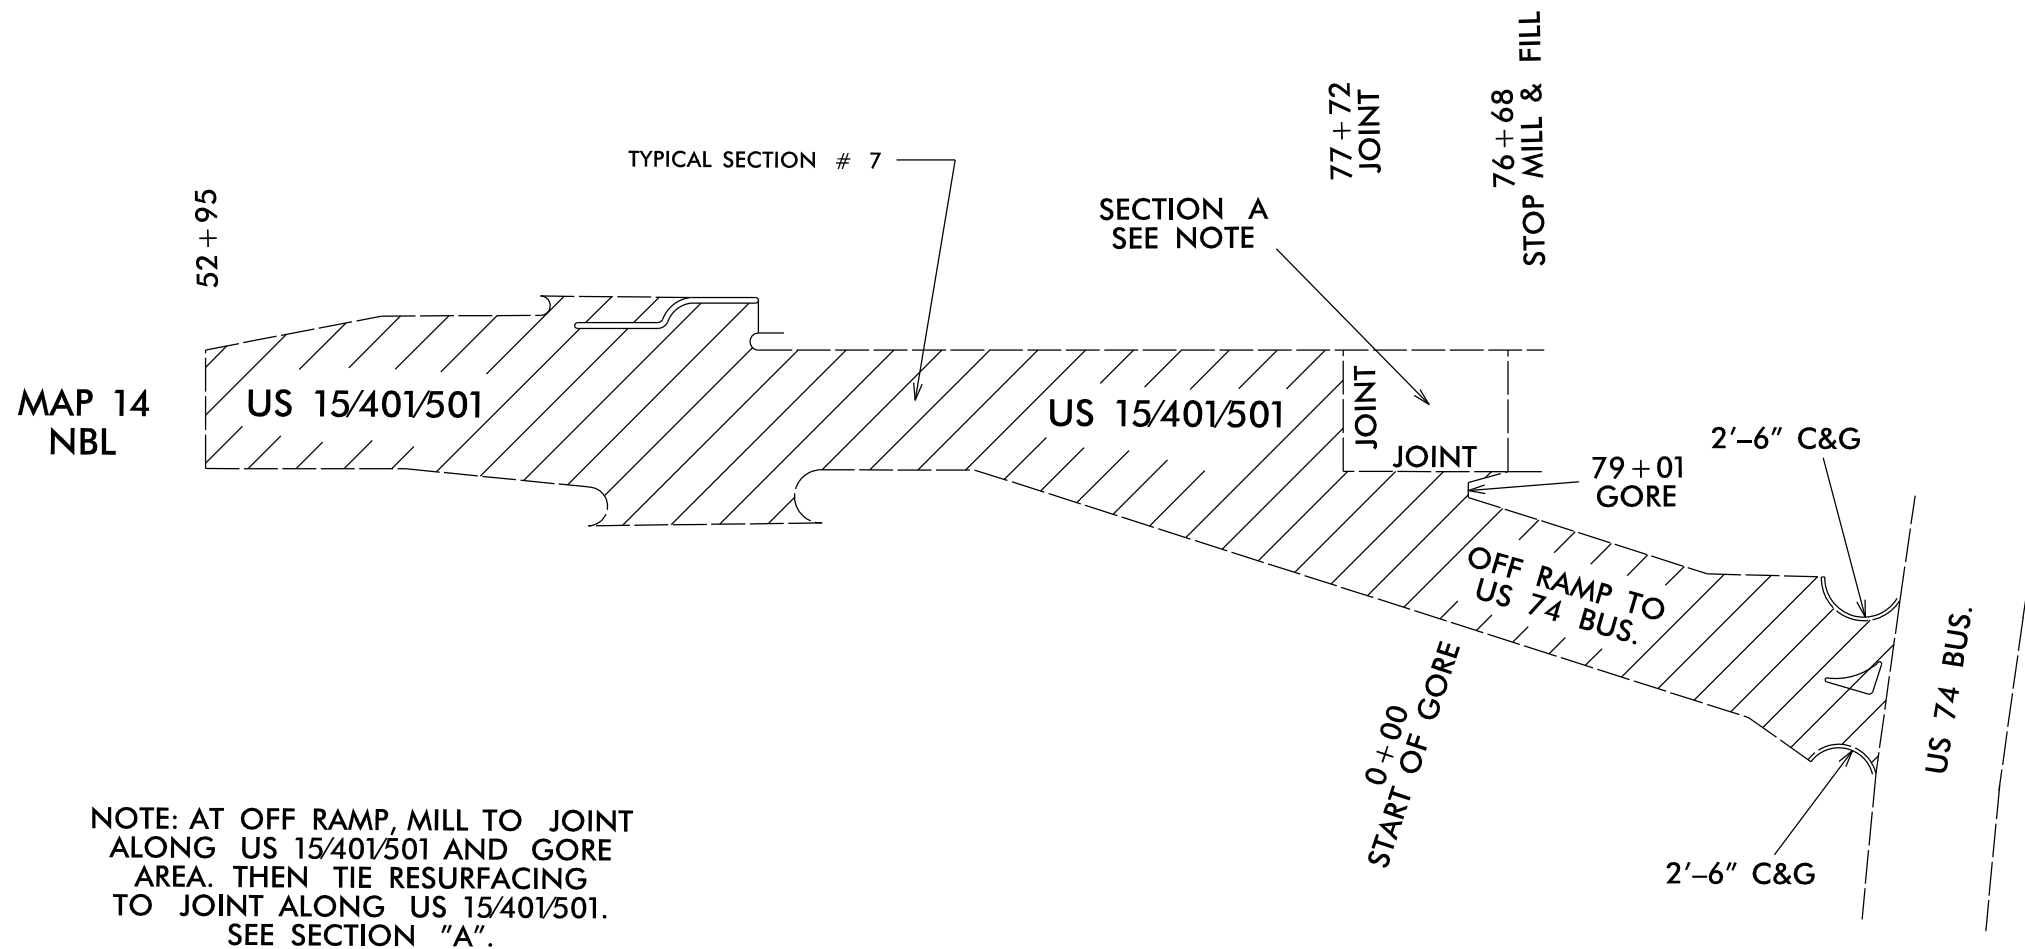 77+72
JOINT
76+68
STOP MILL & FILL
TYPICAL SECTION # 7
52+95
SECTION A
SEE NOTE
MAP 14
NBL
US 15/401/501
US 15/401/501
JOINT
JOINT
79+01
GORE
2'-6" C&G
OFF RAMP TO
US 74 BUS.
US 74 BUS.
0+00
START OF GORE
2'-6" C&G
NOTE: AT OFF RAMP, MILL TO JOINT
ALONG US 15/401/501 AND GORE
AREA. THEN TIE RESURFACING
TO JOINT ALONG US 15/401/501.
SEE SECTION "A".